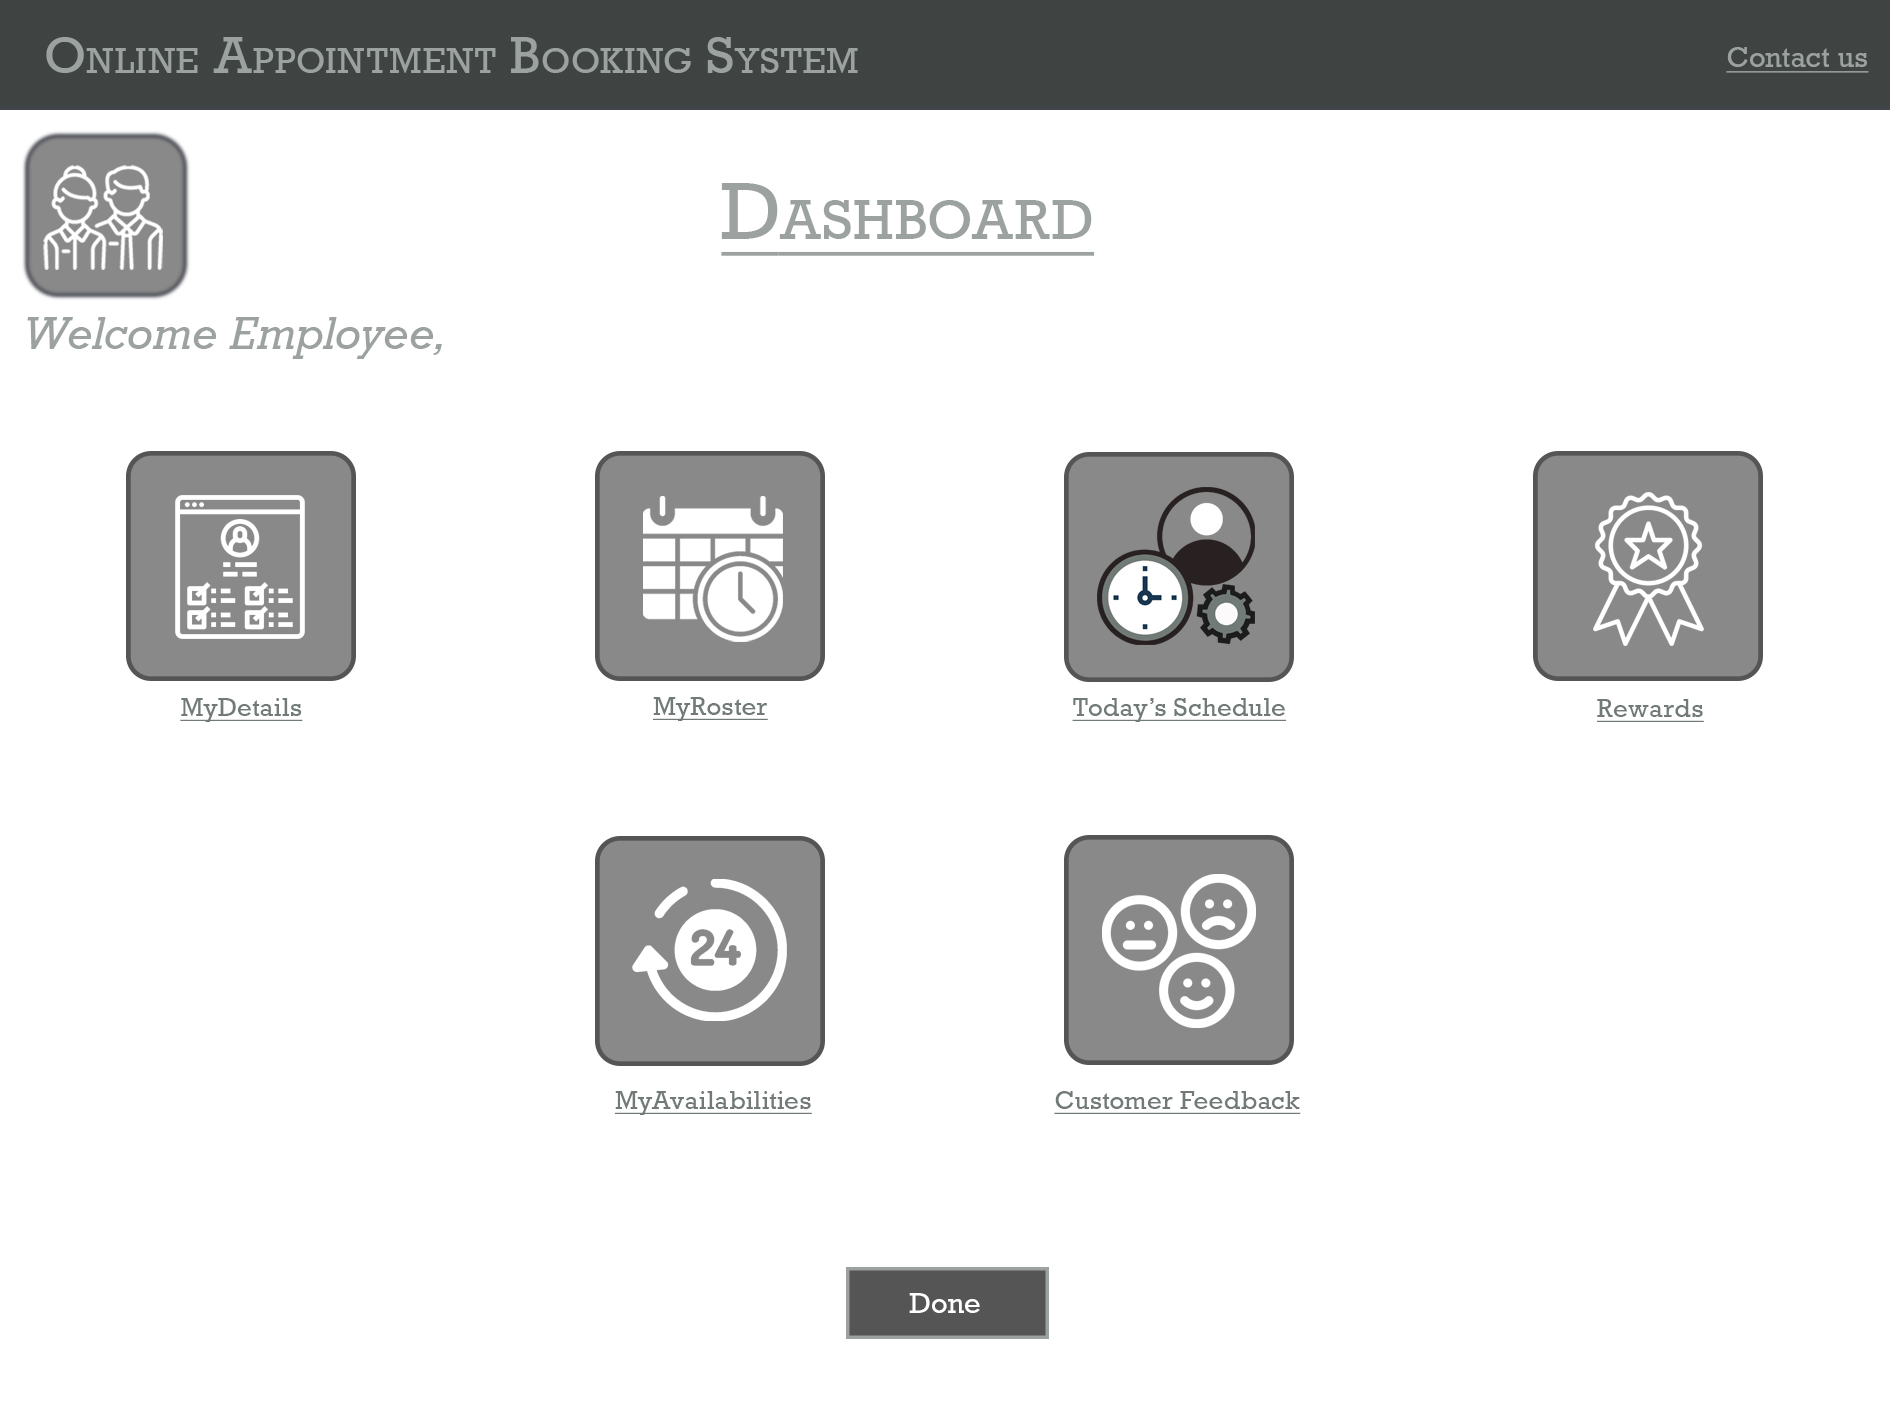 Online Appointment Booking System
Contact us
Dashboard
Welcome Employee,
MyDetails
MyRoster
Today’s Schedule
Rewards
24
MyAvailabilities
Customer Feedback
Done